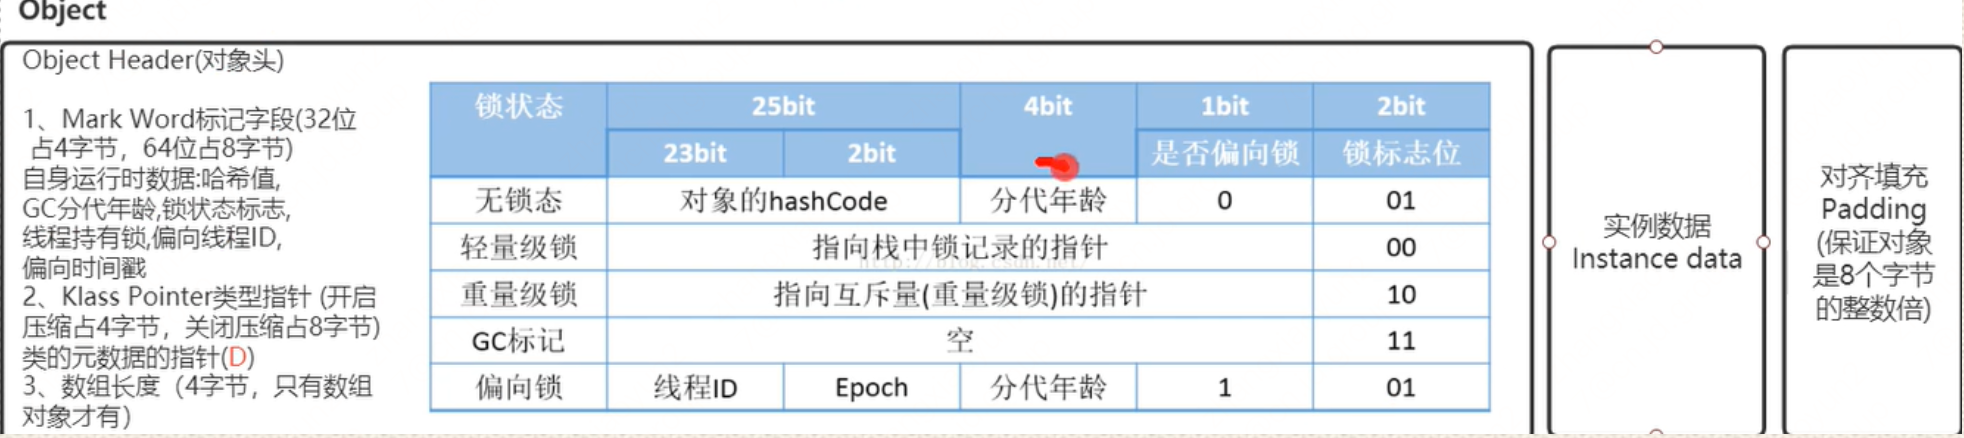 Object
Object Header(对象头)
1、Mark Word标记字段(32位
占4字节，64位占8字节)
自身运行时数据:哈希值,
GC分代年龄,锁状态标志,
线程持有锁,偏向线程ID,
偏向时间戳
2、Klass Pointer类型指针 (开启
压缩占4字节，关闭压缩占8字节)
类的元数据的指针(D)
3、数组长度（4字节，只有数组
对象才有)
锁状态 25bit 4bit 1bit 2bit
23bit 2bit 是否偏向锁 锁标志位
无锁态 对象的hashCode 分代年龄 0 01
轻量级锁 指向栈中锁记录的指针 00
http://blog.csdn.net/
重量级锁 指向互斥量(重量级锁)的指针 10
GC标记 空 11
偏向锁 线程ID Epoch 分代年龄 1 01
实例数据
Instance data
对齐填充
Padding
(保证对象
是8个字节
的整数倍)